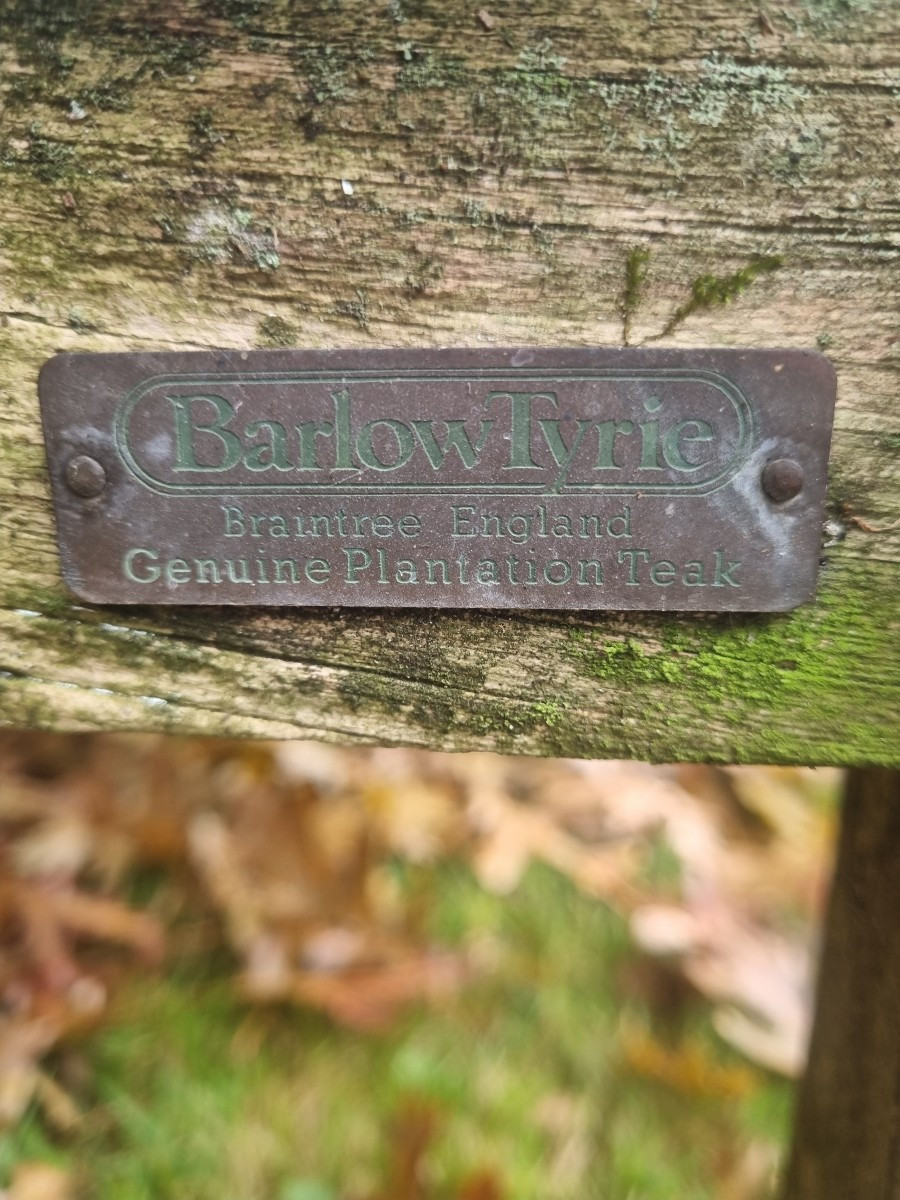 BarlowTyrie
Braintree England
Genuine Plantation Teak